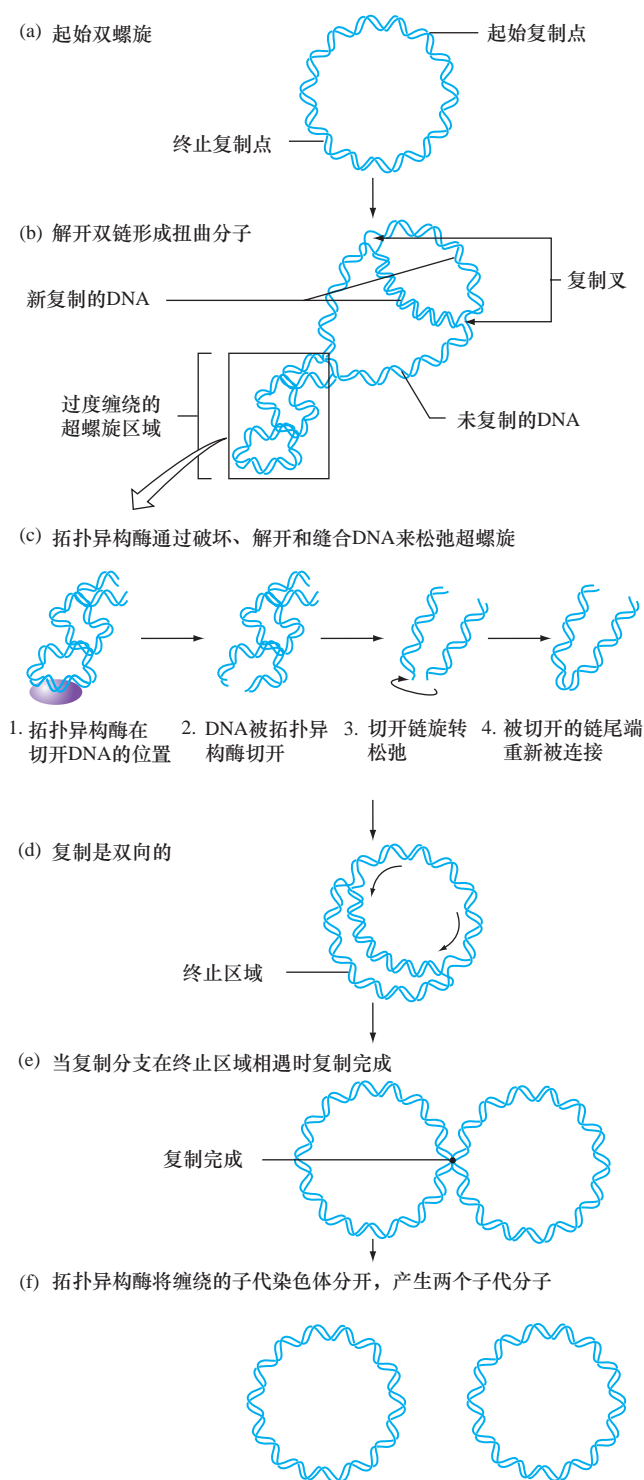 (a) 起始双螺旋
起始复制点
终止复制点
(b) 解开双链形成扭曲分子
新复制的DNA
复制叉
过度缠绕的
超螺旋区域
未复制的DNA
(c) 拓扑异构酶通过破坏、解开和缝合DNA来松弛超螺旋
1. 拓扑异构酶在
切开DNA的位置
2. DNA被拓扑异
构酶切开
3. 切开链旋转
松弛
4. 被切开的链尾端
重新被连接
(d) 复制是双向的
终止区域
(e) 当复制分支在终止区域相遇时复制完成
复制完成
(f) 拓扑异构酶将缠绕的子代染色体分开，产生两个子代分子